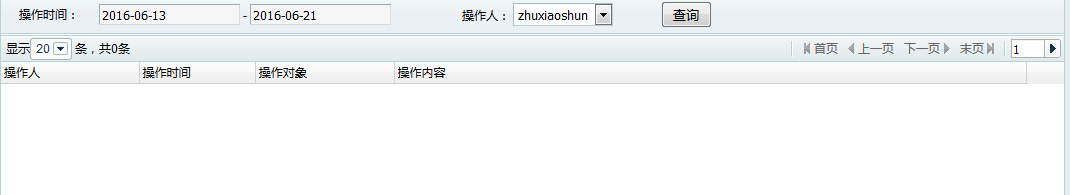 操作时间： 2016-06-13 - 2016-06-21 操作人： zhuxiaoshun 查询
显示 20 条，共0条 首页 上一页 下一页 末页 1
操作人 操作时间 操作对象 操作内容